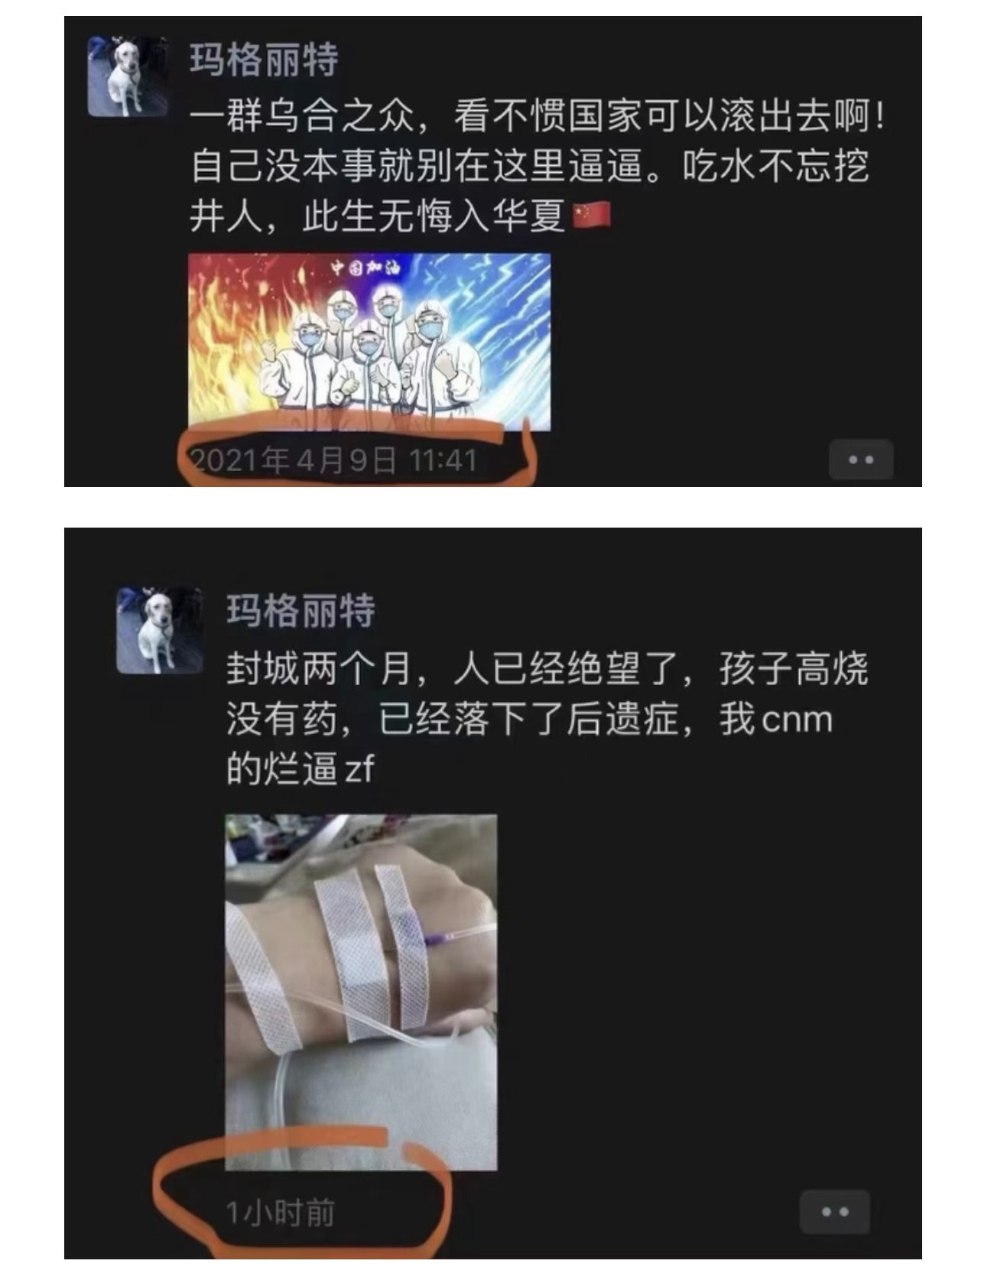 玛格丽特
一群乌合之众，看不惯国家可以滚出去啊！
自己没本事就别在这里逼逼。吃水不忘挖
井人，此生无悔入华夏🇨🇳
中国加油
2021年4月9日 11:41
玛格丽特
封城两个月，人已经绝望了，孩子高烧
没有药，已经落下了后遗症，我cnm
的烂逼zf
1小时前